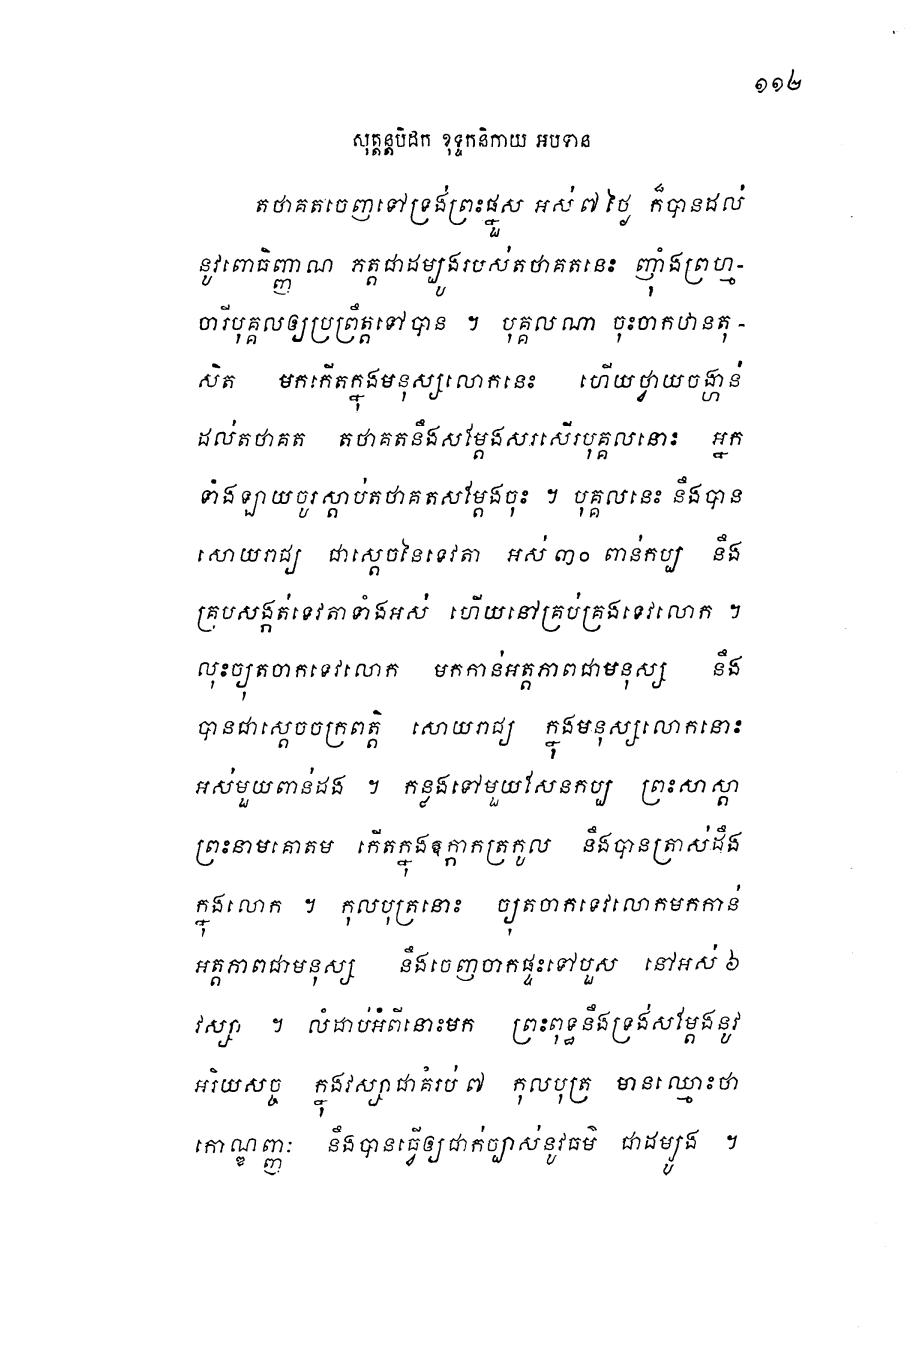 ១១២
សុត្តន្តបិដក ខុទ្ទកនិកាយ អបទាន
តថាគតចេញទៅទ្រង់ព្រះផ្នួស អស់ ៧ ថ្ងៃ ក៏បានដល់
នូវពោធិញ្ញាណ ភត្តជាដម្បូងរបស់តថាគតនេះ ញ៉ាំងព្រហ្ម-
ចារីបុគ្គលឲ្យប្រព្រឹត្តទៅបាន ។ បុគ្គលណា ចុះចាកឋានតុ-
សិត មកកើតក្នុងមនុស្សលោកនេះ ហើយថ្វាយចង្ហាន់
ដល់តថាគត តថាគតនឹងសម្តែងសរសើរបុគ្គលនោះ អ្នក
ទាំងឡាយចូរស្តាប់តថាគតសម្តែងចុះ ។ បុគ្គលនេះ នឹងបាន
សោយរាជ្យ ជាស្តេចនៃទេវតា អស់ ៣០ ពាន់កប្ប នឹង
គ្របសង្កត់ទេវតាទាំងអស់ ហើយនៅគ្រប់គ្រងទេវលោក ។
លុះច្យុតចាកទេវលោក មកកាន់អត្តភាពជាមនុស្ស នឹង
បានជាស្តេចចក្រពត្តិ សោយរាជ្យ ក្នុងមនុស្សលោកនោះ
អស់មួយពាន់ដង ។ កន្លងទៅមួយសែនកប្ប ព្រះសាស្តា
ព្រះនាមគោតម កើតក្នុងឧក្កាកត្រកូល នឹងបានត្រាស់ដឹង
ក្នុងលោក ។ កុលបុត្រនោះ ច្យុតចាកទេវលោកមកកាន់
អត្តភាពជាមនុស្ស នឹងចេញចាកផ្ទះទៅបួស នៅអស់ ៦
វស្សា ។ លំដាប់អំពីនោះមក ព្រះពុទ្ធនឹងទ្រង់សម្តែងនូវ
អរិយសច្ច ក្នុងវស្សាជាគំរប់ ៧ កុលបុត្រ មានឈ្មោះថា
កោណ្ឌញ្ញៈ នឹងបានធ្វើឲ្យជាក់ច្បាស់នូវធម៌ ជាដម្បូង ។